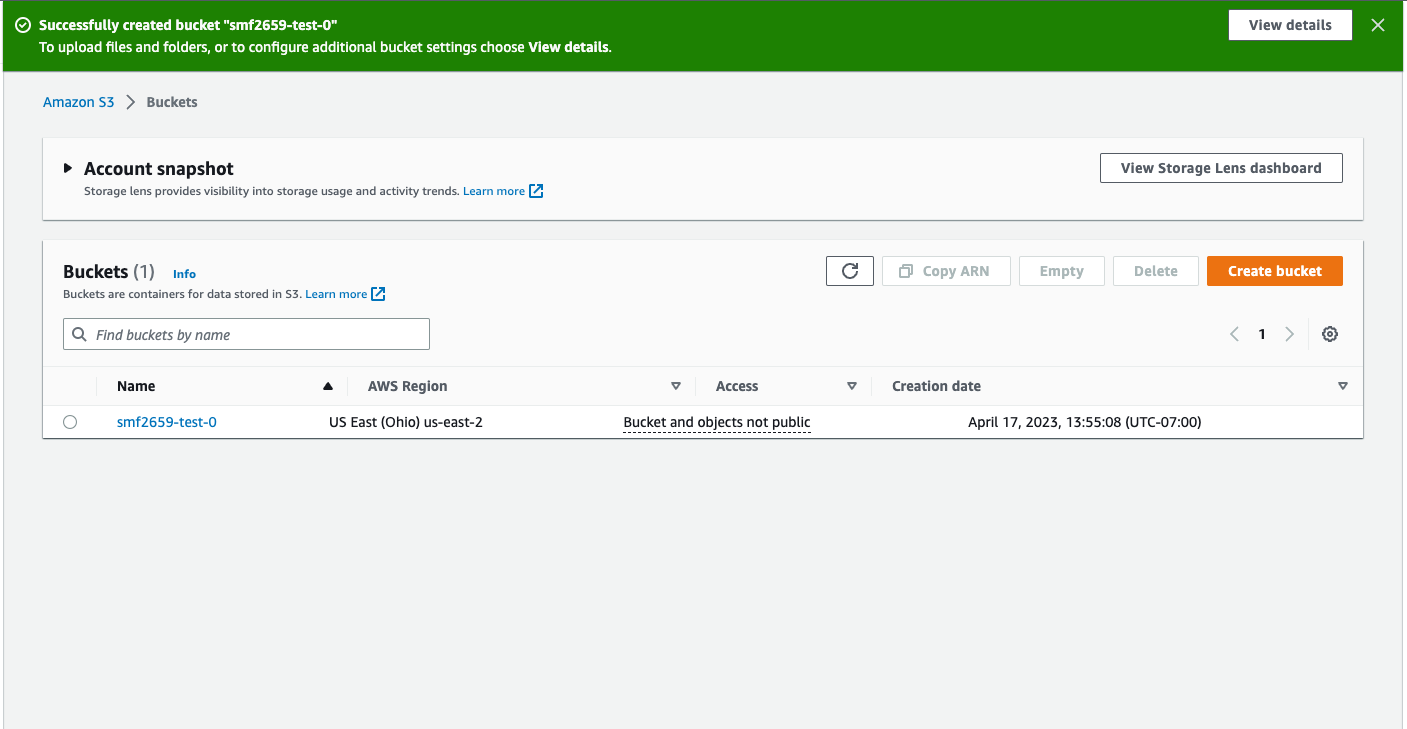 Successfully created bucket "smf2659-test-0"
To upload files and folders, or to configure additional bucket settings choose View details.
View details
Amazon S3 > Buckets
Account snapshot
Storage lens provides visibility into storage usage and activity trends. Learn more
View Storage Lens dashboard
Buckets (1) Info
Buckets are containers for data stored in S3. Learn more
Copy ARN
Empty
Delete
Create bucket
Find buckets by name
1
Name AWS Region Access Creation date
smf2659-test-0 US East (Ohio) us-east-2 Bucket and objects not public April 17, 2023, 13:55:08 (UTC-07:00)